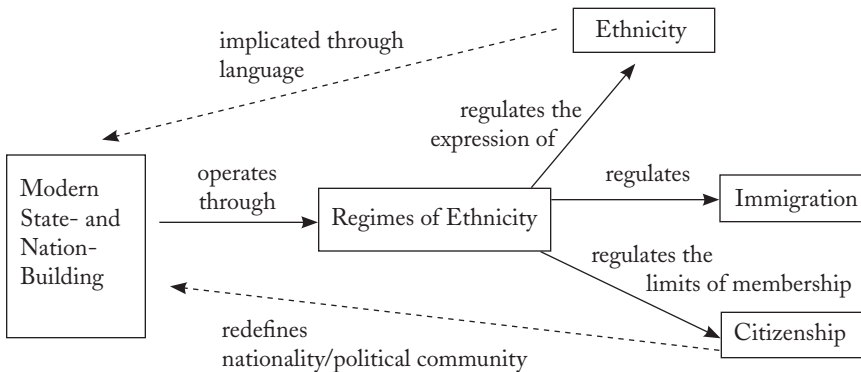 Ethnicity
implicated through
language
regulates the
expression of
Modern
State- and
Nation-
Building
operates
through
Regimes of Ethnicity
regulates
Immigration
regulates the
limits of membership
Citizenship
redefines
nationality/political community